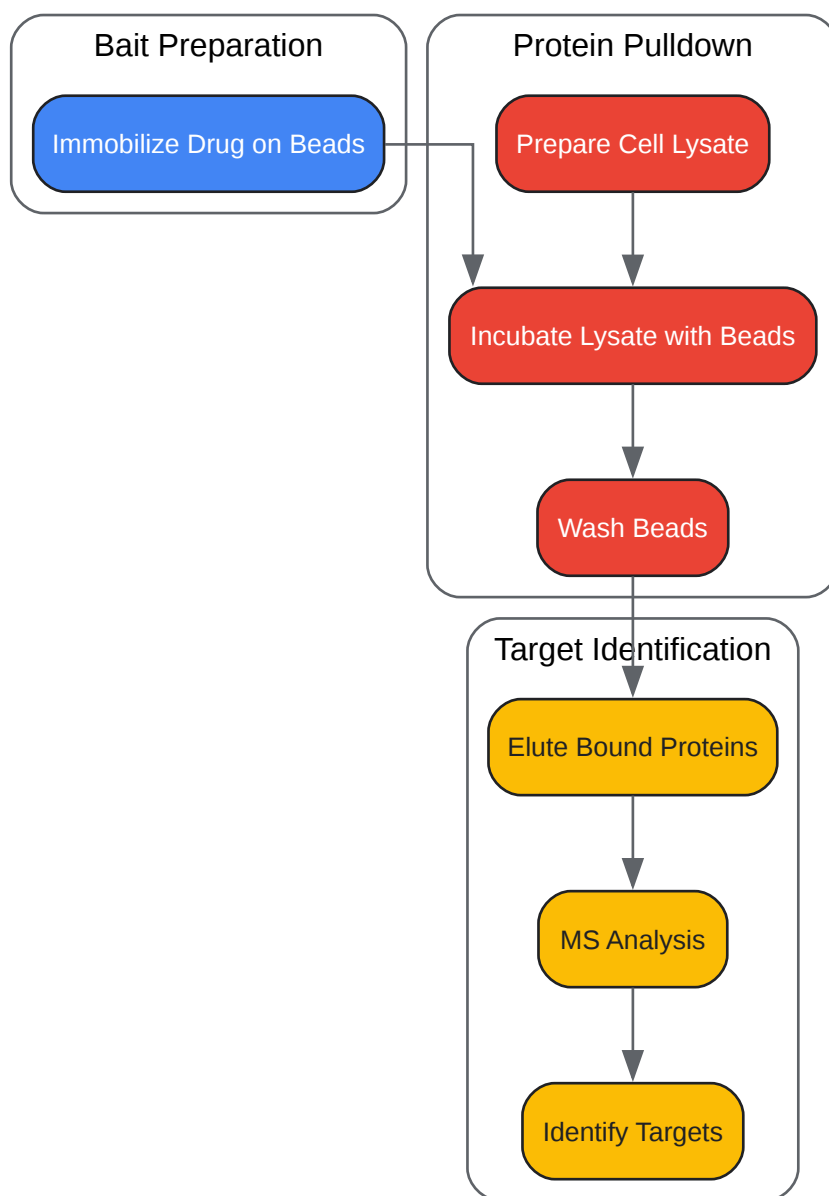 Bait Preparation
Immobilize Drug on Beads
Protein Pulldown
Prepare Cell Lysate
Incubate Lysate with Beads
Wash Beads
Target Identification
Elute Bound Proteins
MS Analysis
Identify Targets